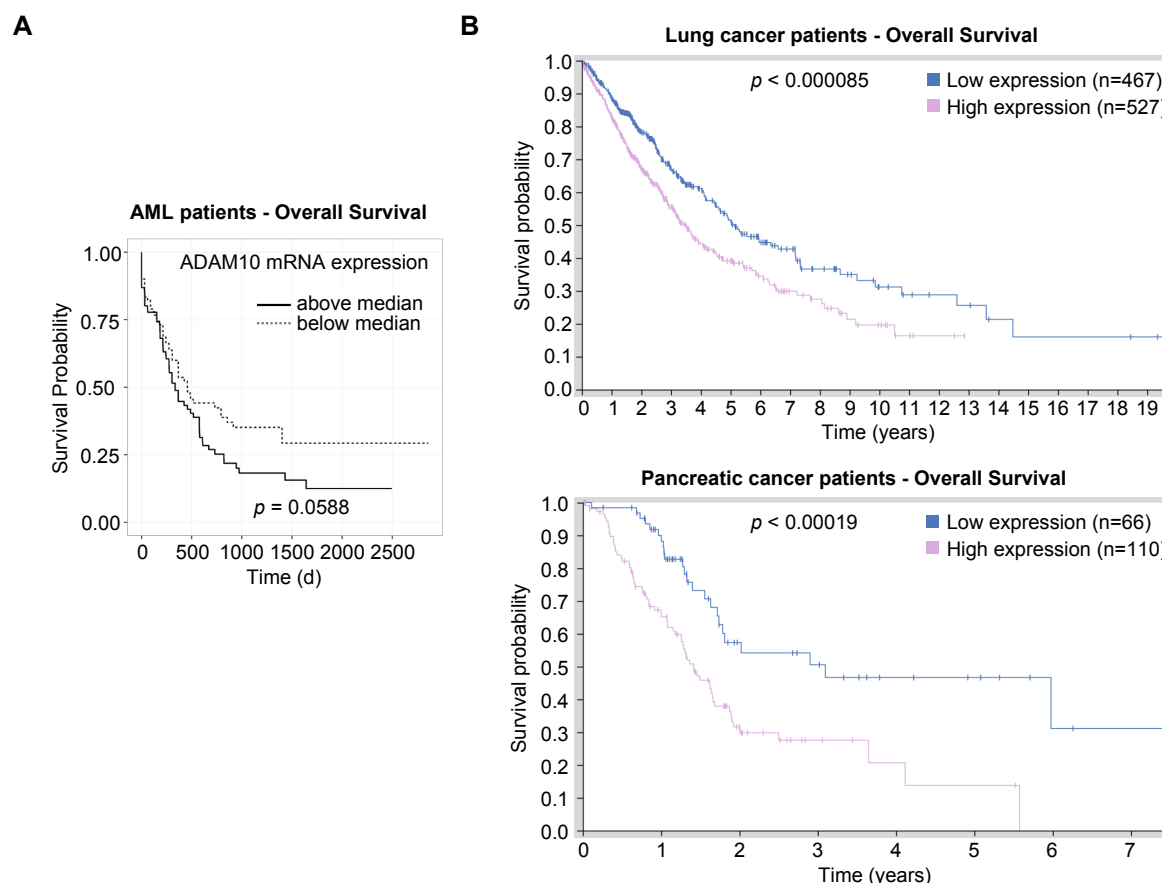 A
AML patients - Overall Survival
ADAM10 mRNA expression
above median
below median
Survival Probability
1.00
0.75
0.50
0.25
0.00
p = 0.0588
0 500 1000 1500 2000 2500
Time (d)
B
Lung cancer patients - Overall Survival
p < 0.000085
Low expression (n=467)
High expression (n=527)
Survival probability
1.0
0.9
0.8
0.7
0.6
0.5
0.4
0.3
0.2
0.1
0.0
0 1 2 3 4 5 6 7 8 9 10 11 12 13 14 15 16 17 18 19
Time (years)
Pancreatic cancer patients - Overall Survival
p < 0.00019
Low expression (n=66)
High expression (n=110)
Survival probability
1.0
0.9
0.8
0.7
0.6
0.5
0.4
0.3
0.2
0.1
0.0
0 1 2 3 4 5 6 7
Time (years)